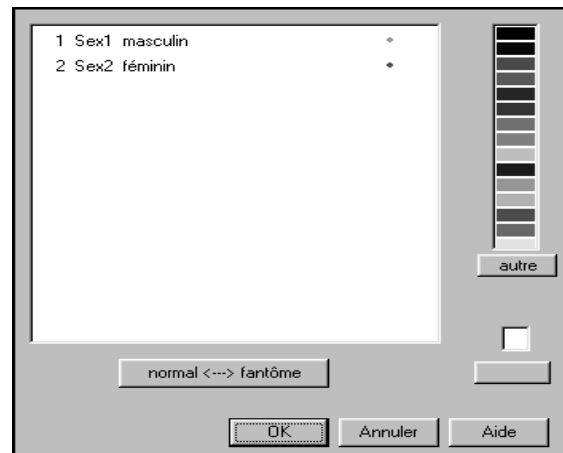 1 Sex1 masculin
2 Sex2 féminin
autre
normal <---> fantôme
OK Annuler Aide